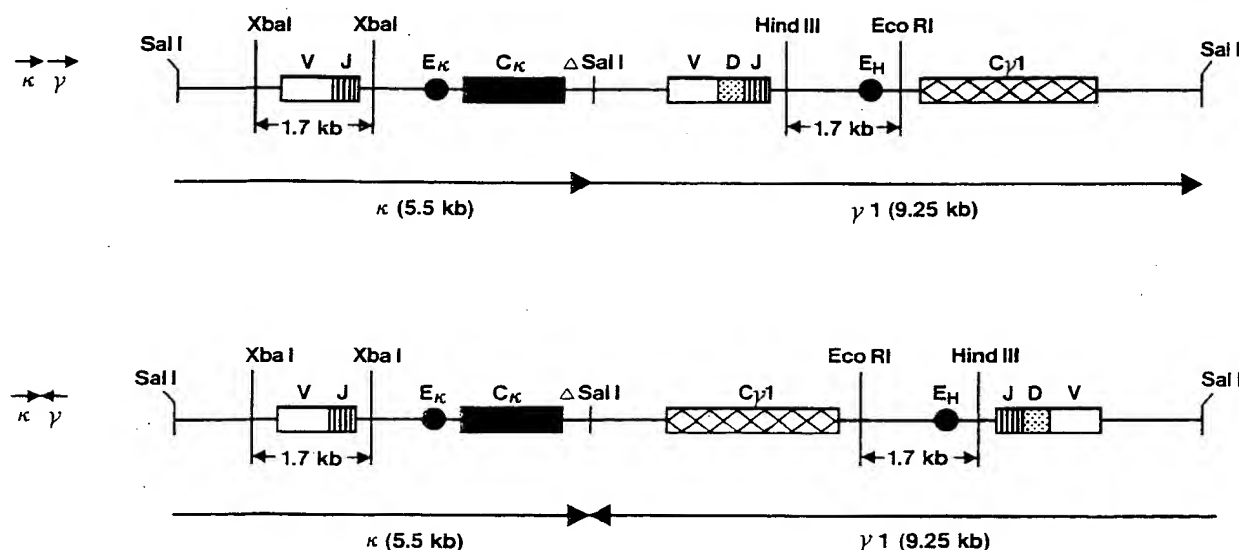 XbaI XbaI Hind III Eco RI
Sal I V J Eκ Cκ △ Sal I V D J EH Cγ1 Sal I
κ γ
1.7 kb 1.7 kb
κ (5.5 kb) γ 1 (9.25 kb)
Xba I Xba I Eco RI Hind III
Sal I V J Eκ Cκ △ Sal I Cγ1 EH J D V Sal I
κ γ
1.7 kb 1.7 kb
κ (5.5 kb) γ 1 (9.25 kb)